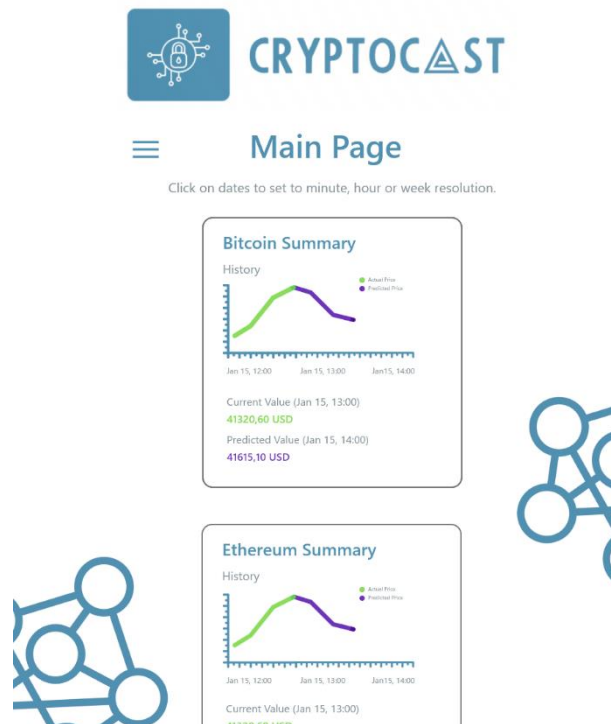 CRYPTOCAST
Main Page
Click on dates to set to minute, hour or week resolution.
Bitcoin Summary
History
Actual Price
Predicted Price
Jan 15, 12:00 Jan 15, 13:00 Jan15, 14:00
Current Value (Jan 15, 13:00)
41320,60 USD
Predicted Value (Jan 15, 14:00)
41615,10 USD
Ethereum Summary
History
Actual Price
Predicted Price
Jan 15, 12:00 Jan 15, 13:00 Jan15, 14:00
Current Value (Jan 15, 13:00)